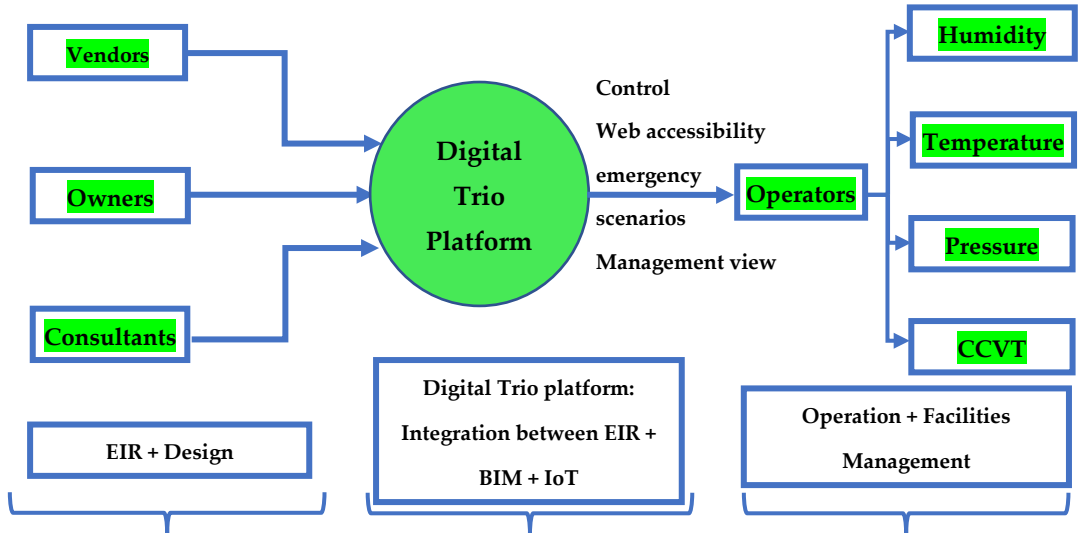 Vendors
Owners
Consultants
EIR + Design
Digital
Trio
Platform
Digital Trio platform:
Integration between EIR +
BIM + IoT
Control
Web accessibility
emergency
scenarios
Management view
Operators
Humidity
Temperature
Pressure
CCVT
Operation + Facilities
Management